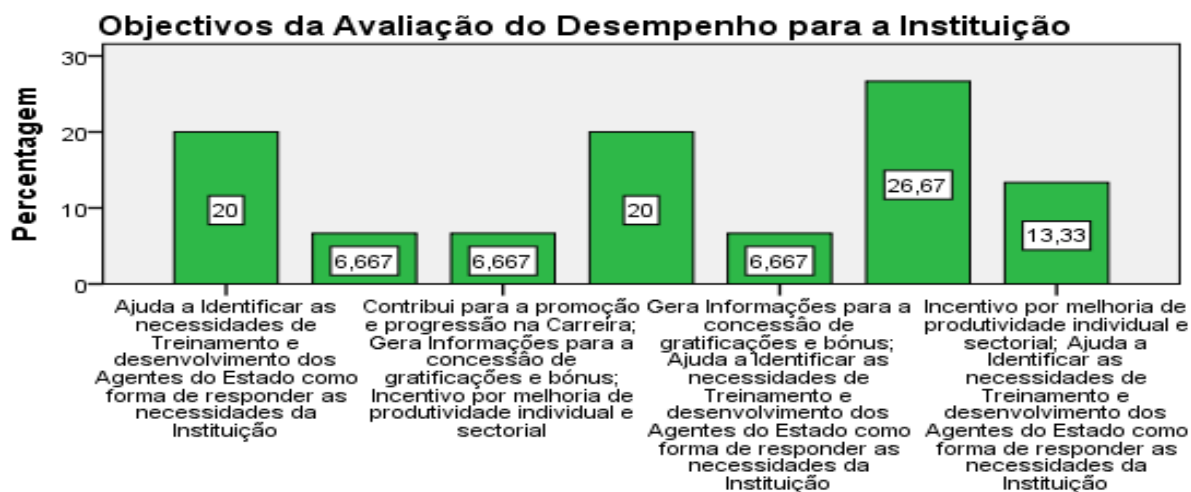 Objectivos da Avaliação do Desempenho para a Instituição
Percentagem
30
20
10
0
20
6,667
6,667
20
6,667
26,67
13,33
Ajuda a Identificar as
necessidades de
Treinamento e
desenvolvimento dos
Agentes do Estado como
forma de responder as
necessidades da
Instituição
Contribui para a promoção
e progressão na Carreira;
Gera Informações para a
concessão de
gratificações e bónus;
Incentivo por melhoria de
produtividade individual e
sectorial
Gera Informações para a
concessão de
gratificações e bónus;
Ajuda a Identificar as
necessidades de
Treinamento e
desenvolvimento dos
Agentes do Estado como
forma de responder as
necessidades da
Instituição
Incentivo por melhoria de
produtividade individual e
sectorial; Ajuda a
Identificar as
necessidades de
Treinamento e
desenvolvimento dos
Agentes do Estado como
forma de responder as
necessidades da
Instituição